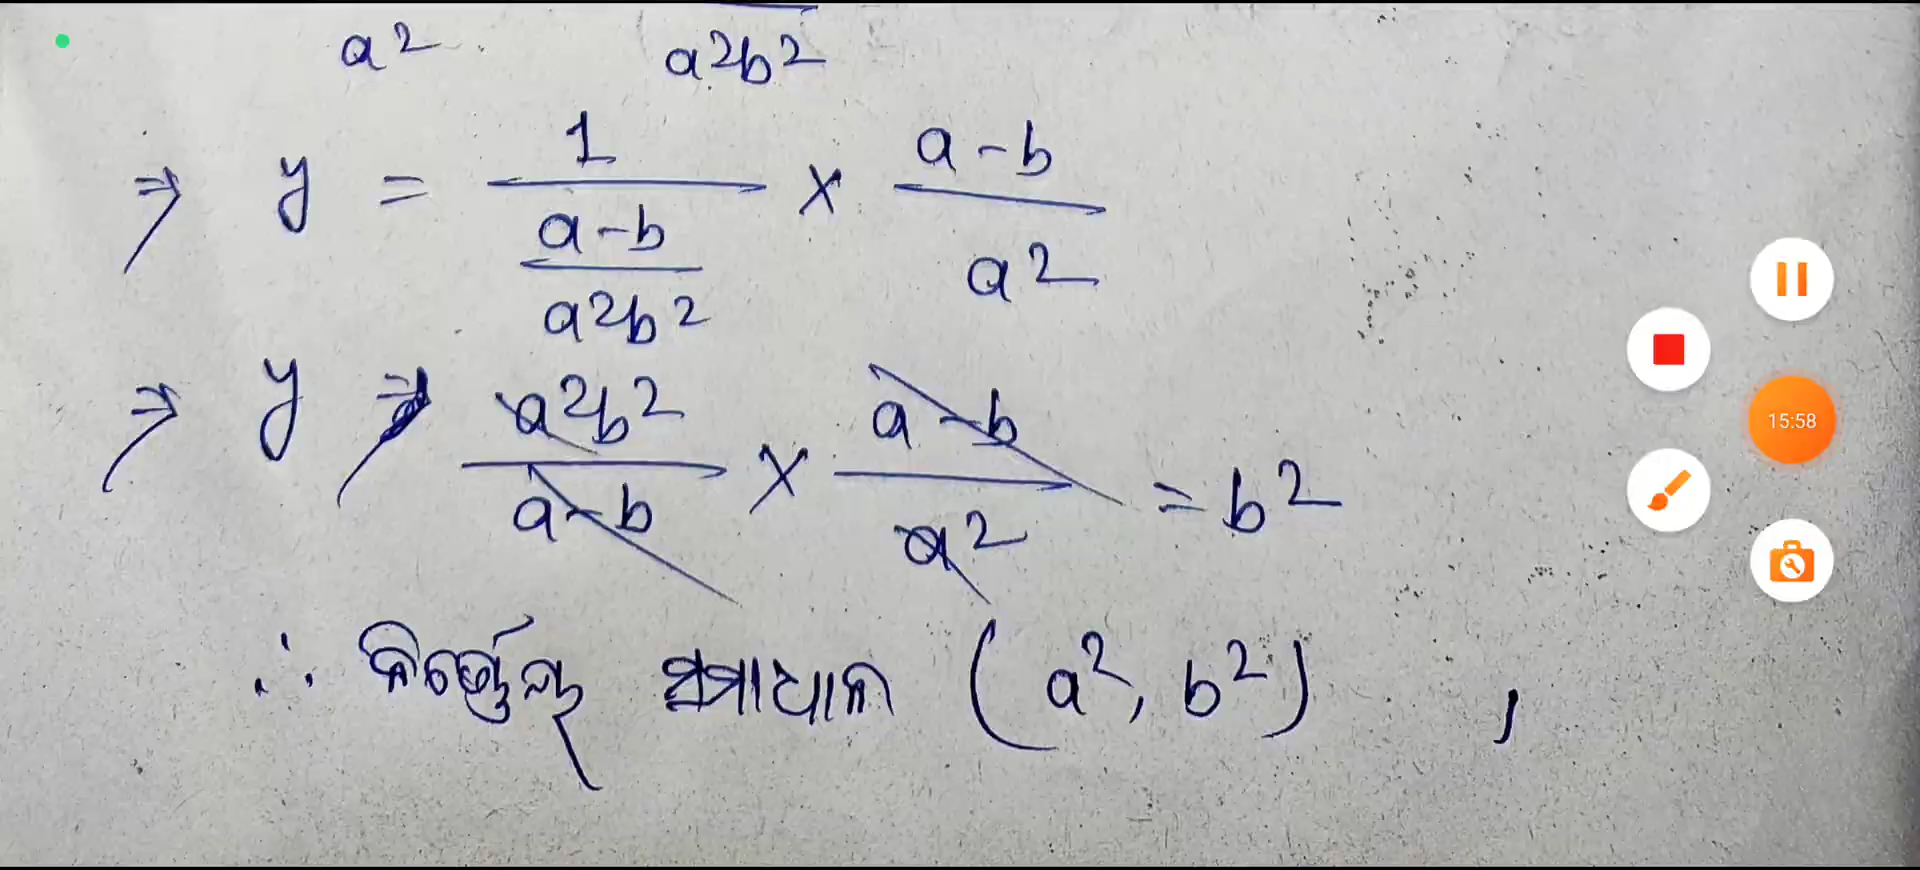 a² a²b²
⇒ y = 1/((a-b)/(a²b²)) × (a-b)/a²
⇒ y ⇒ a²b²/(a-b) × (a-b)/a² = b²
∴ ନିର୍ଣ୍ଣେୟ ସମାଧାନ (a², b²) ,
15:58